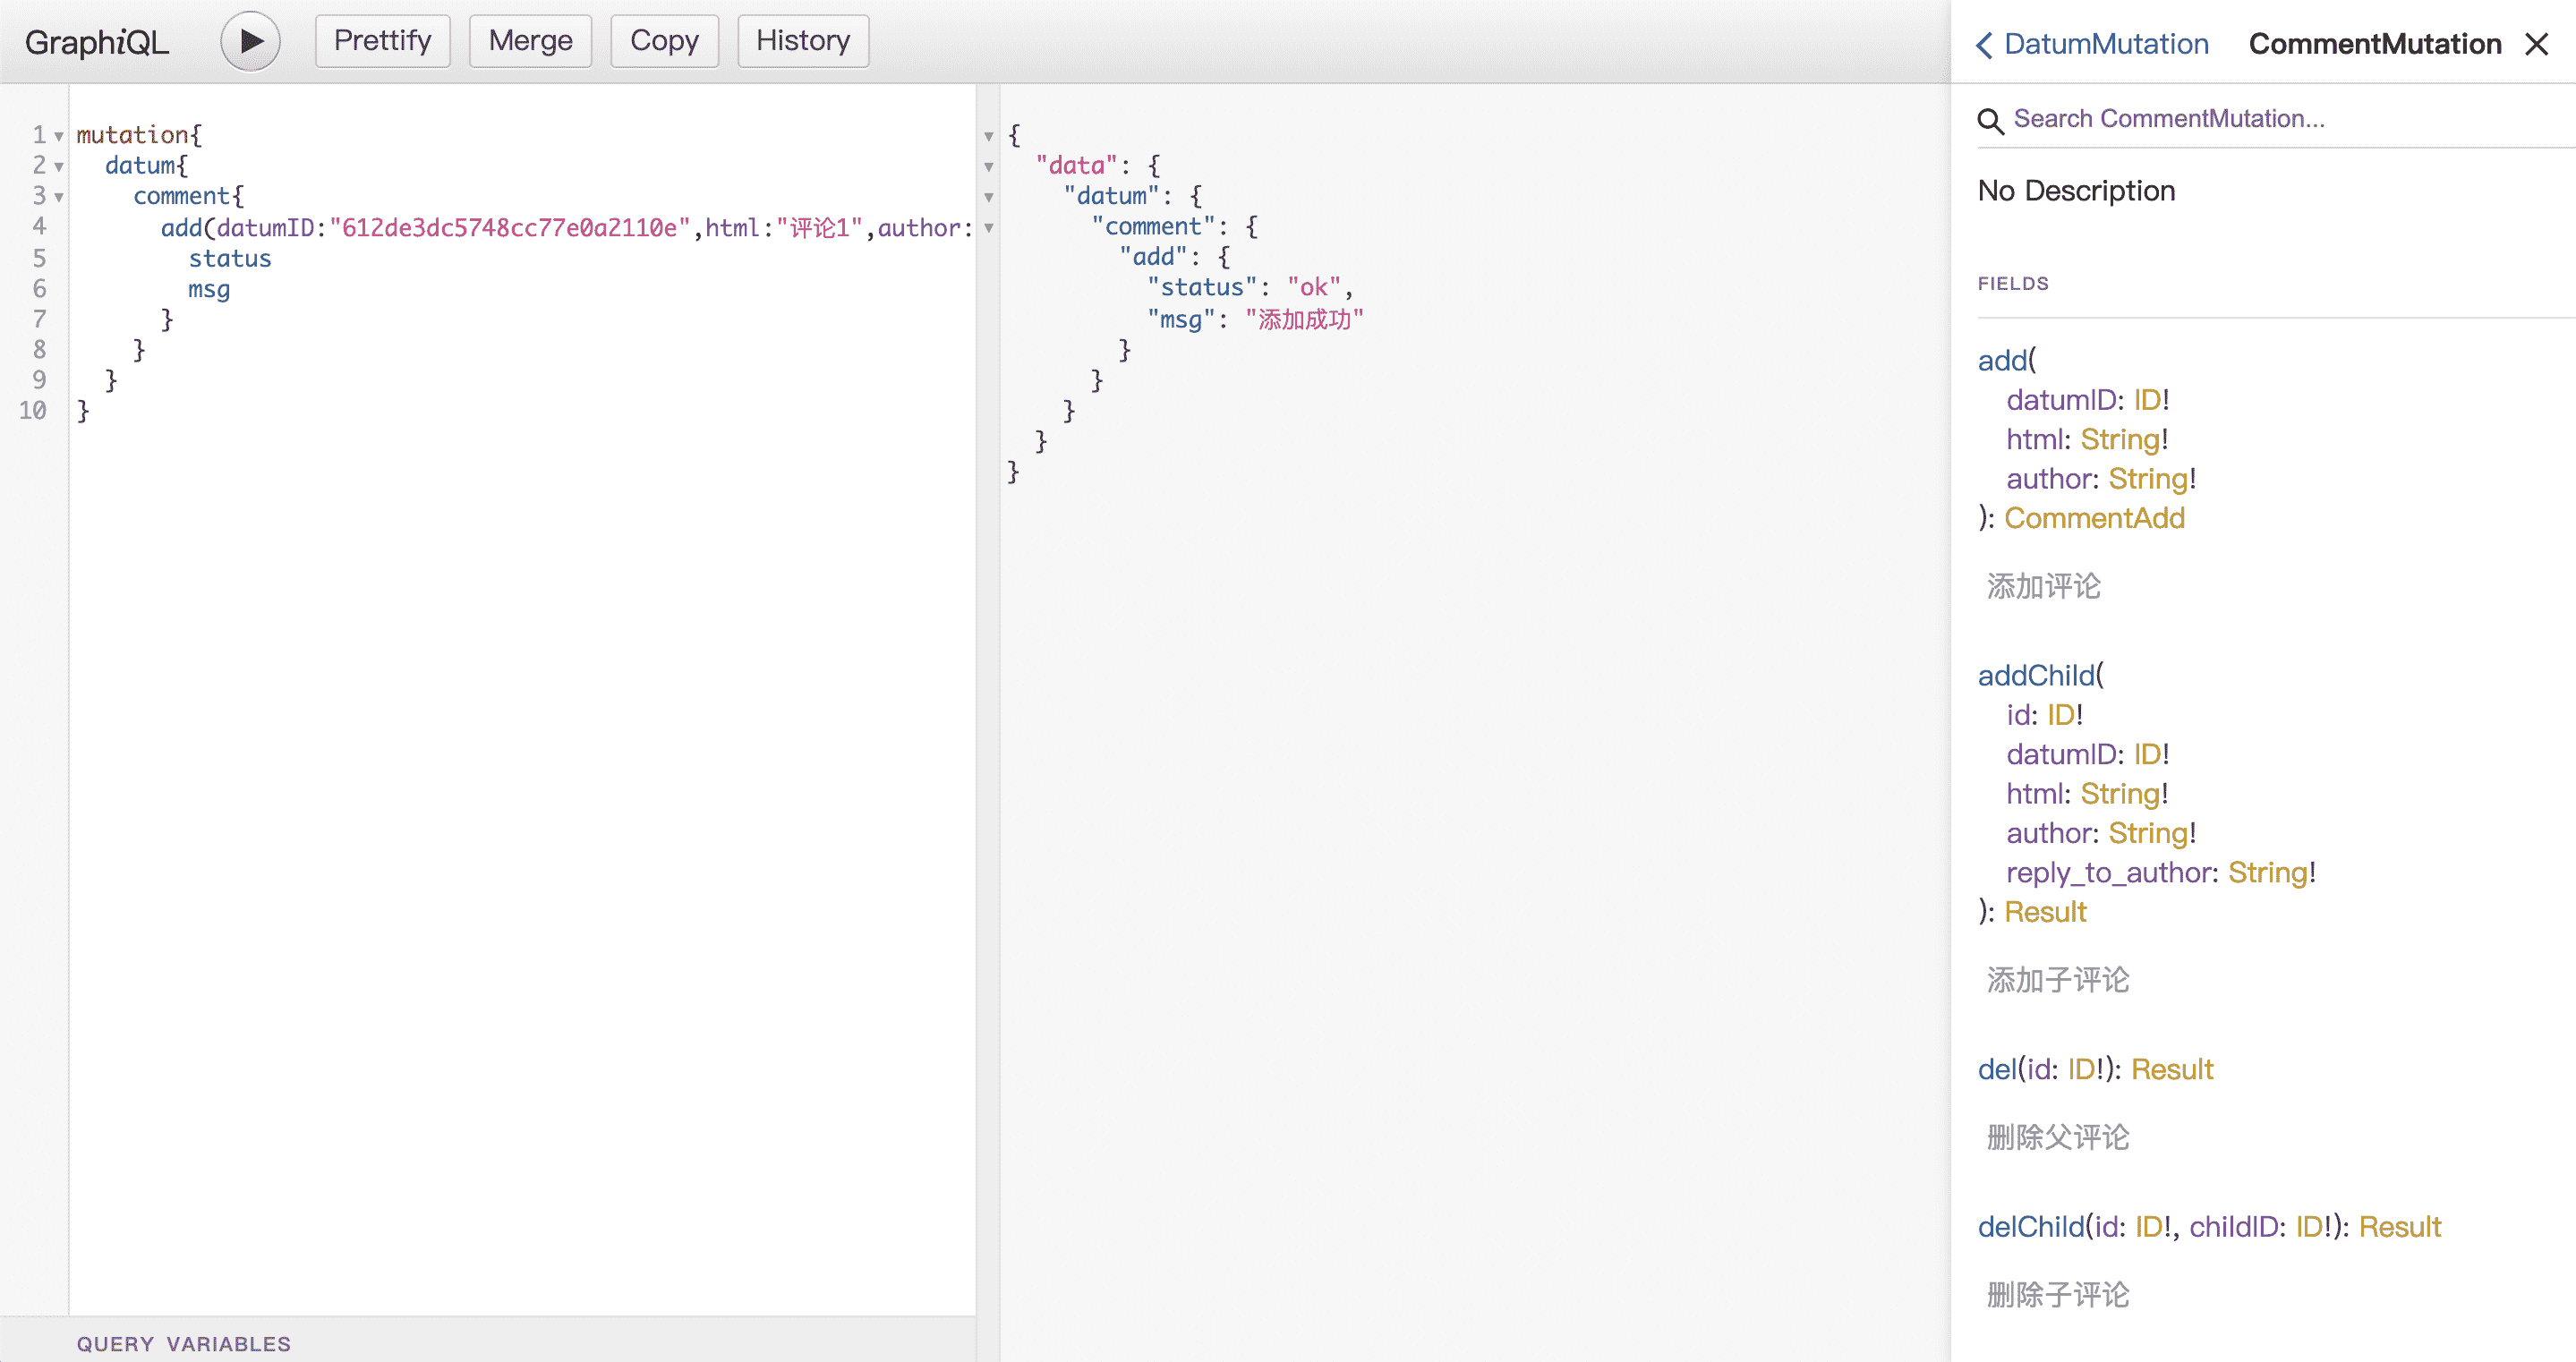 GraphiQL
Prettify
Merge
Copy
History
1 mutation{
2 datum{
3 comment{
4 add(datumID:"612de3dc5748cc77e0a2110e",html:"评论1",author:
5 status
6 msg
7 }
8 }
9 }
10 }
QUERY VARIABLES
{
"data": {
"datum": {
"comment": {
"add": {
"status": "ok",
"msg": "添加成功"
}
}
}
}
}
DatumMutation
CommentMutation
Search CommentMutation...
No Description
FIELDS
add(
datumID: ID!
html: String!
author: String!
): CommentAdd
添加评论
addChild(
id: ID!
datumID: ID!
html: String!
author: String!
reply_to_author: String!
): Result
添加子评论
del(id: ID!): Result
删除父评论
delChild(id: ID!, childID: ID!): Result
删除子评论